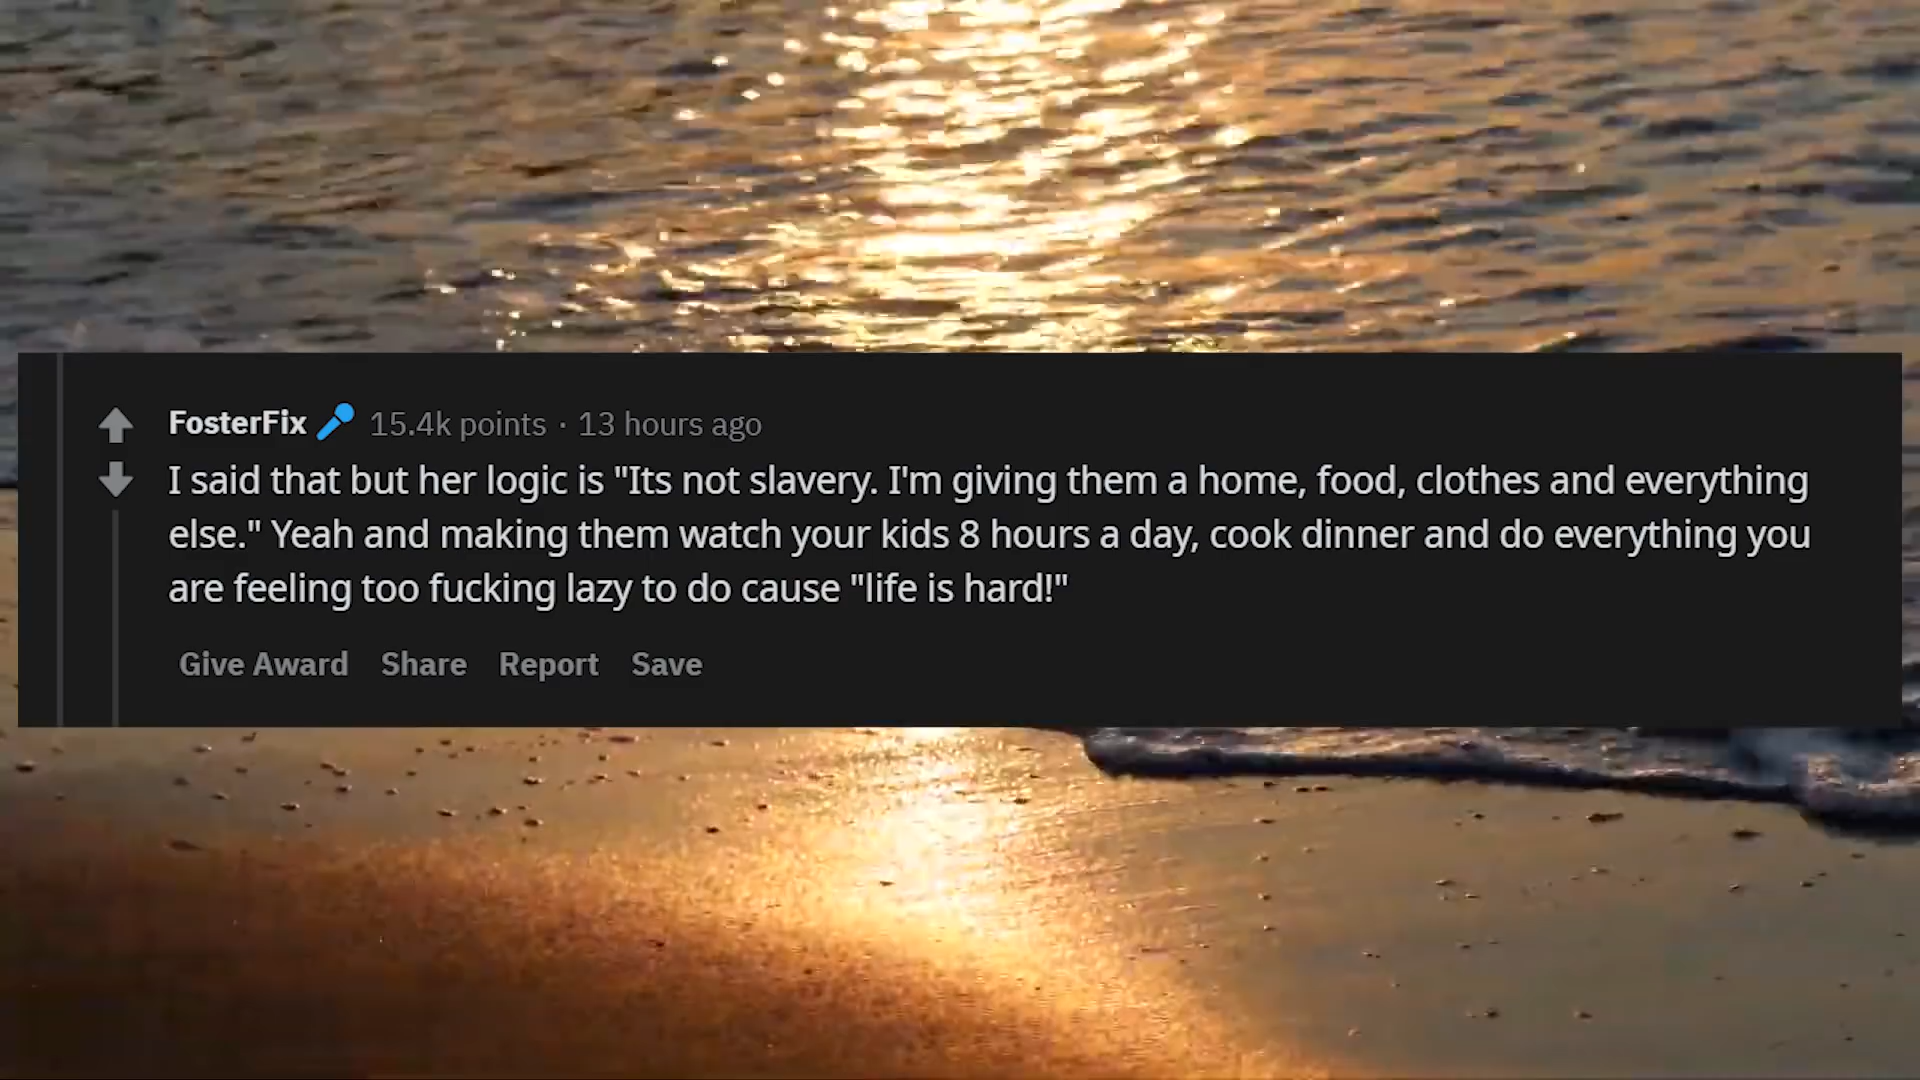 FosterFix 15.4k points · 13 hours ago
I said that but her logic is "Its not slavery. I'm giving them a home, food, clothes and everything
else." Yeah and making them watch your kids 8 hours a day, cook dinner and do everything you
are feeling too fucking lazy to do cause "life is hard!"
Give Award Share Report Save